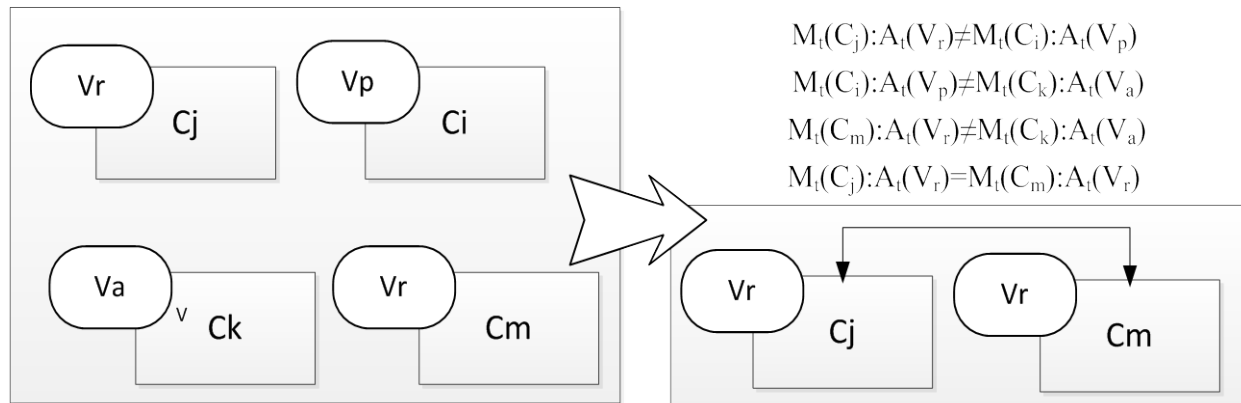 Vr
Cj
Vp
Ci
Va
V
Ck
Vr
Cm
Mₜ(Cⱼ):Aₜ(Vᵣ)≠Mₜ(Cᵢ):Aₜ(Vₚ)
Mₜ(Cᵢ):Aₜ(Vₚ)≠Mₜ(Cₖ):Aₜ(Vₐ)
Mₜ(Cₘ):Aₜ(Vᵣ)≠Mₜ(Cₖ):Aₜ(Vₐ)
Mₜ(Cⱼ):Aₜ(Vᵣ)=Mₜ(Cₘ):Aₜ(Vᵣ)
Vr
Cj
Vr
Cm